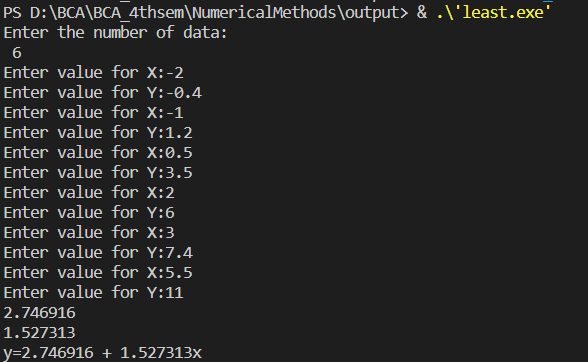 PS D:\BCA\BCA_4thsem\NumericalMethods\output> & .\'least.exe'
Enter the number of data:
 6
Enter value for X:-2
Enter value for Y:-0.4
Enter value for X:-1
Enter value for Y:1.2
Enter value for X:0.5
Enter value for Y:3.5
Enter value for X:2
Enter value for Y:6
Enter value for X:3
Enter value for Y:7.4
Enter value for X:5.5
Enter value for Y:11
2.746916
1.527313
y=2.746916 + 1.527313x